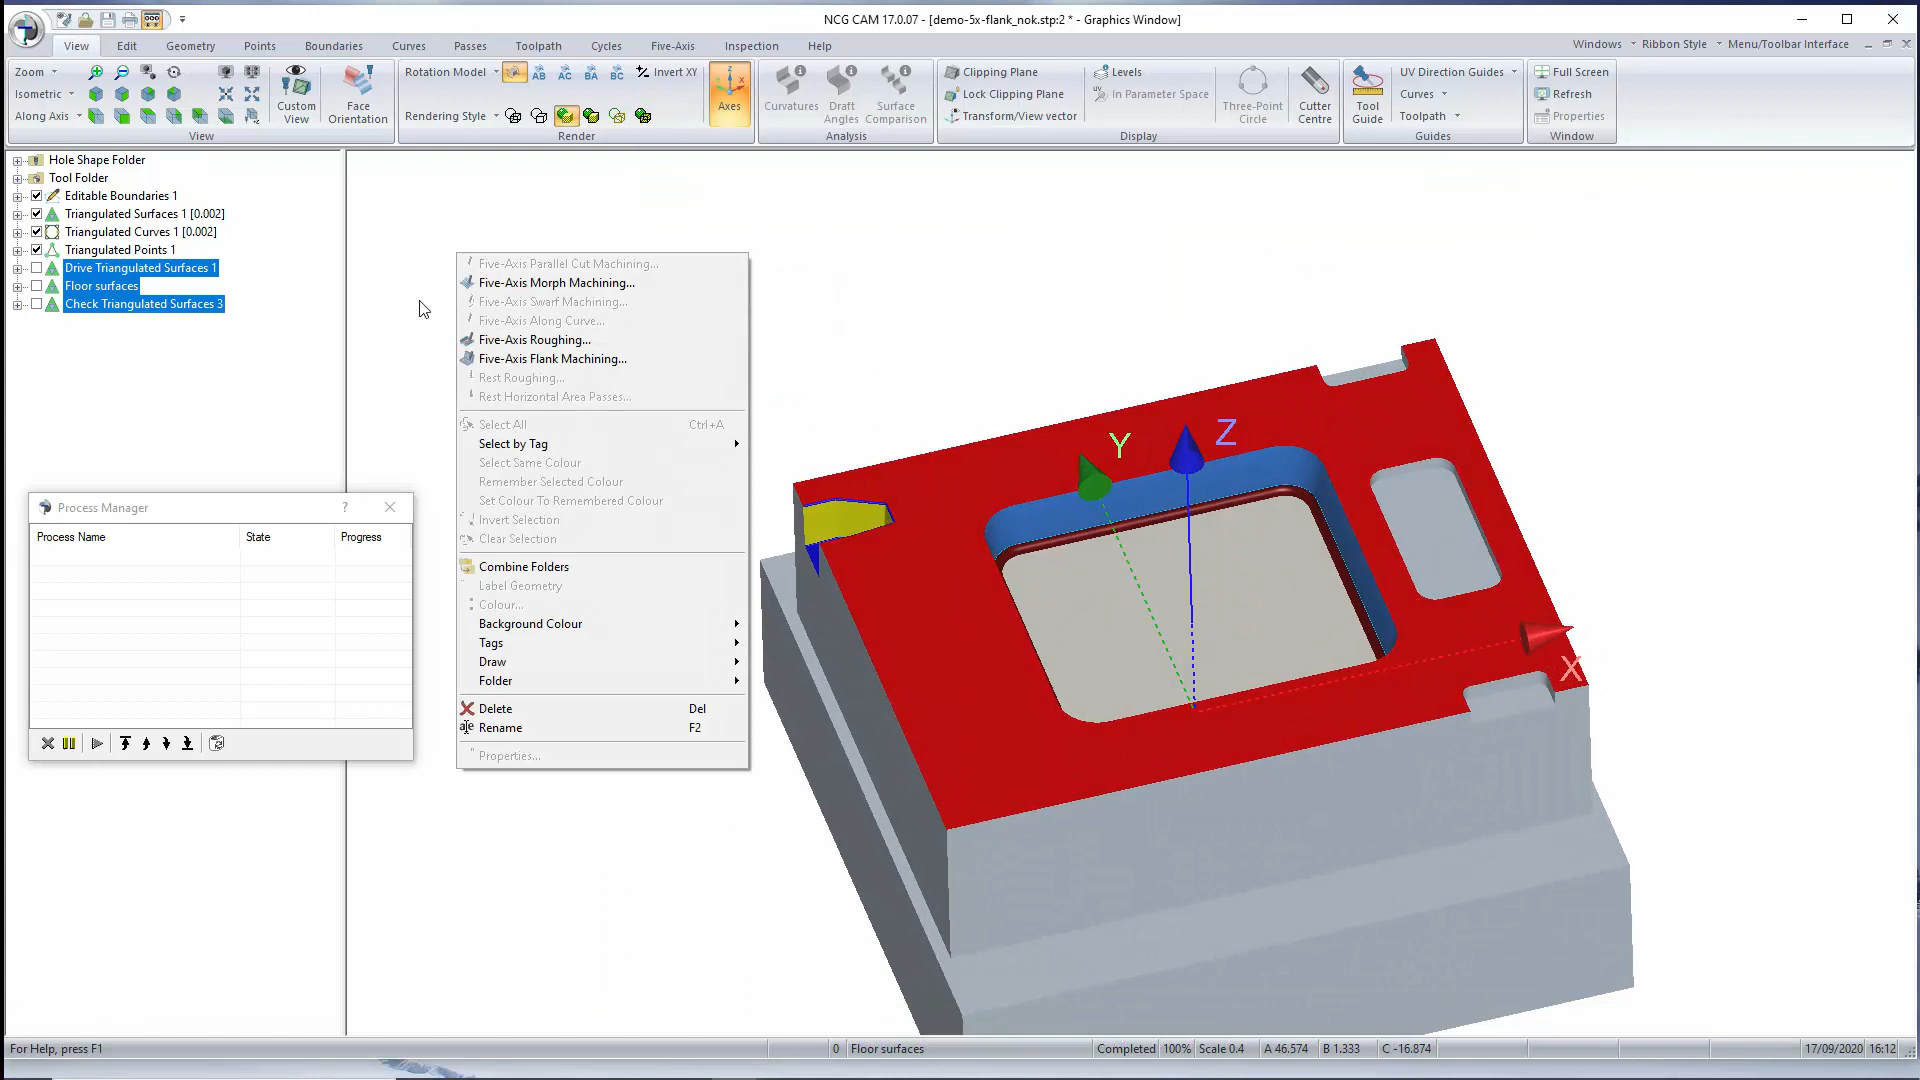 NCG CAM 17.0.07 - [demo-5x-flank_nok.stp:2 * - Graphics Window]
View Edit Geometry Points Boundaries Curves Passes Toolpath Cycles Five-Axis Inspection Help Windows Ribbon Style Menu/Toolbar Interface
Zoom
Isometric
Along Axis
Custom View
Face Orientation
View
Rotation Model AB AC BA BC Invert XY
Rendering Style
Axes
Render
Curvatures
Draft Angles
Surface Comparison
Analysis
Clipping Plane
Lock Clipping Plane
Transform/View vector
Levels
UV In Parameter Space
Three-Point Circle
Cutter Centre
Display
Tool Guide
UV Direction Guides
Curves
Toolpath
Guides
Full Screen
Refresh
Properties
Window
Hole Shape Folder
Tool Folder
Editable Boundaries 1
Triangulated Surfaces 1 [0.002]
Triangulated Curves 1 [0.002]
Triangulated Points 1
Drive Triangulated Surfaces 1
Floor surfaces
Check Triangulated Surfaces 3
Process Manager ?
Process Name State Progress
Five-Axis Parallel Cut Machining...
Five-Axis Morph Machining...
Five-Axis Swarf Machining...
Five-Axis Along Curve...
Five-Axis Roughing...
Five-Axis Flank Machining...
Rest Roughing...
Rest Horizontal Area Passes...
Select All Ctrl+A
Select by Tag
Select Same Colour
Remember Selected Colour
Set Colour To Remembered Colour
Invert Selection
Clear Selection
Combine Folders
Label Geometry
Colour...
Background Colour
Tags
Draw
Folder
Delete Del
Rename F2
Properties...
Y
Z
X
For Help, press F1 0 Floor surfaces Completed 100% Scale 0.4 A 46.574 B 1.333 C -16.874 17/09/2020 16:12